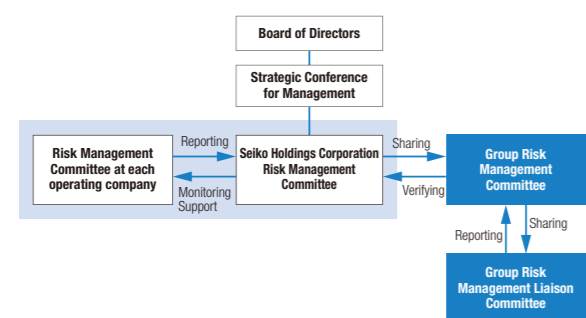 Board of Directors
Strategic Conference
for Management
Risk Management
Committee at each
operating company
Reporting
Monitoring
Support
Seiko Holdings Corporation
Risk Management
Committee
Sharing
Verifying
Group Risk
Management
Committee
Reporting
Sharing
Group Risk
Management Liaison
Committee